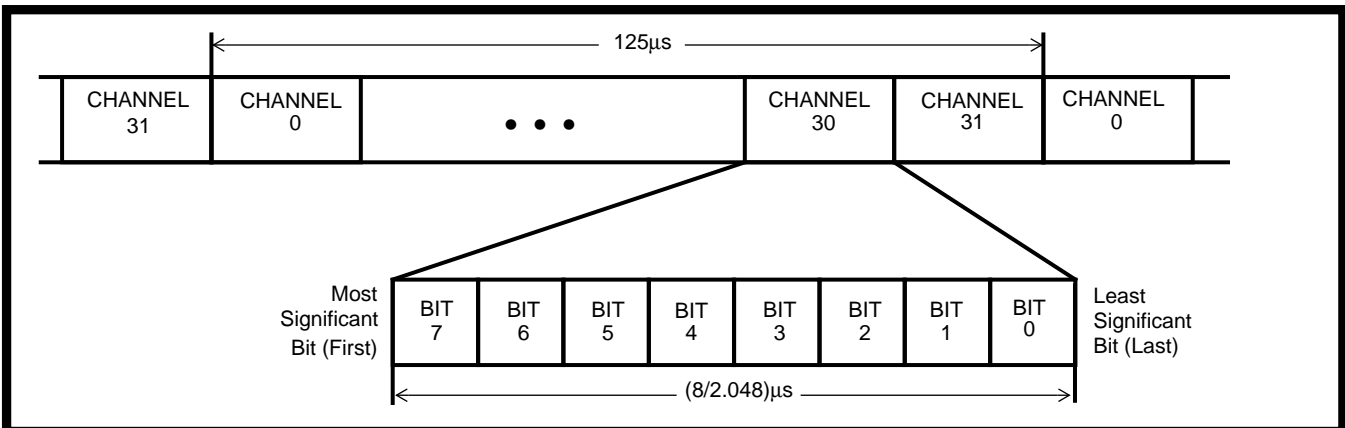 125μs
CHANNEL
31
CHANNEL
0
• • •
CHANNEL
30
CHANNEL
31
CHANNEL
0
Most
Significant
Bit (First)
BIT
7
BIT
6
BIT
5
BIT
4
BIT
3
BIT
2
BIT
1
BIT
0
Least
Significant
Bit (Last)
(8/2.048)μs